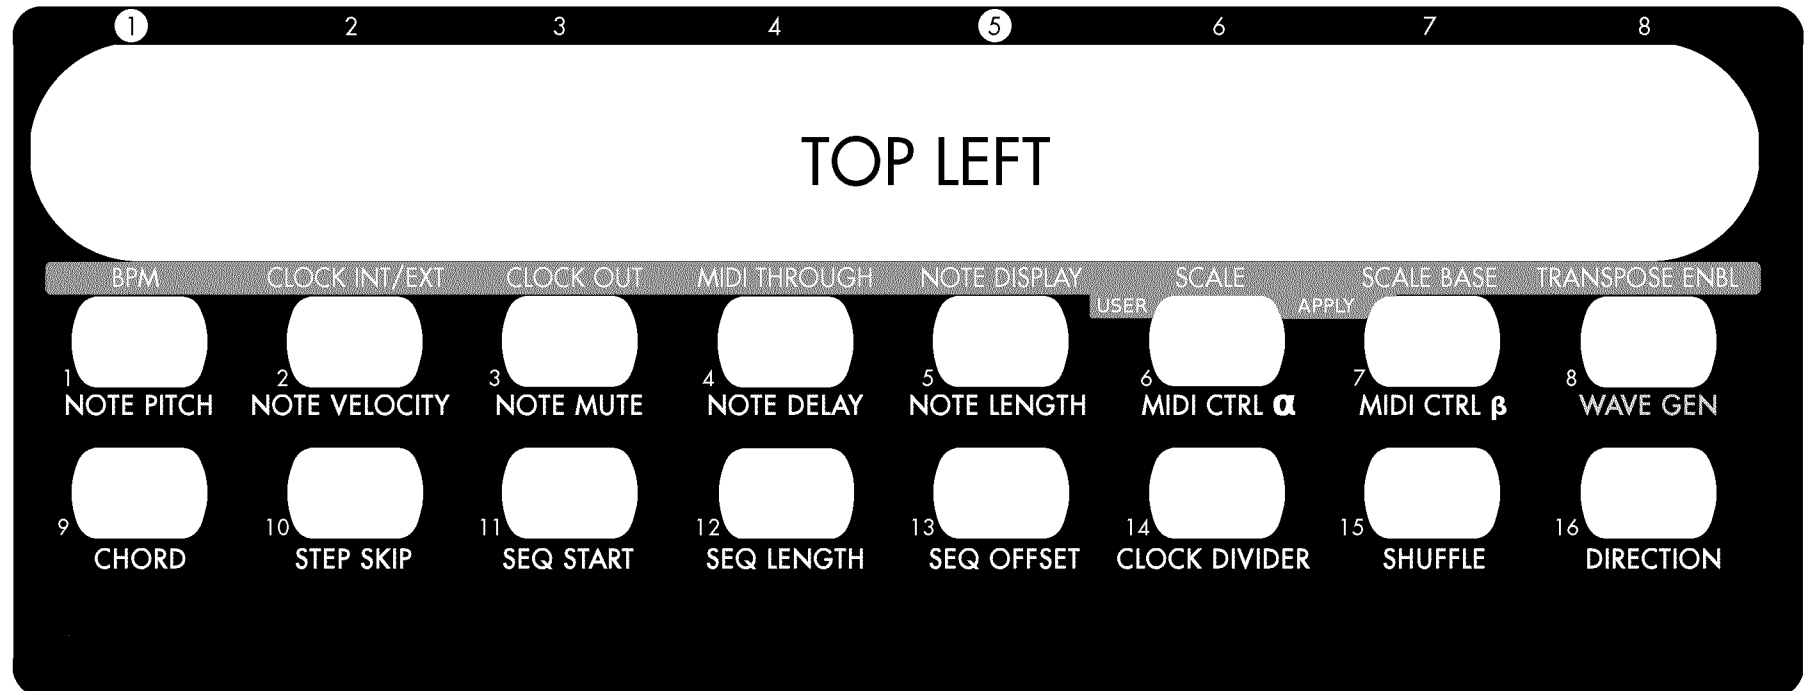 1 2 3 4 5 6 7 8
TOP LEFT
BPM CLOCK INT/EXT CLOCK OUT MIDI THROUGH NOTE DISPLAY SCALE SCALE BASE TRANSPOSE ENBL
USER APPLY
1 2 3 4 5 6 7 8
NOTE PITCH NOTE VELOCITY NOTE MUTE NOTE DELAY NOTE LENGTH MIDI CTRL α MIDI CTRL β WAVE GEN
9 10 11 12 13 14 15 16
CHORD STEP SKIP SEQ START SEQ LENGTH SEQ OFFSET CLOCK DIVIDER SHUFFLE DIRECTION